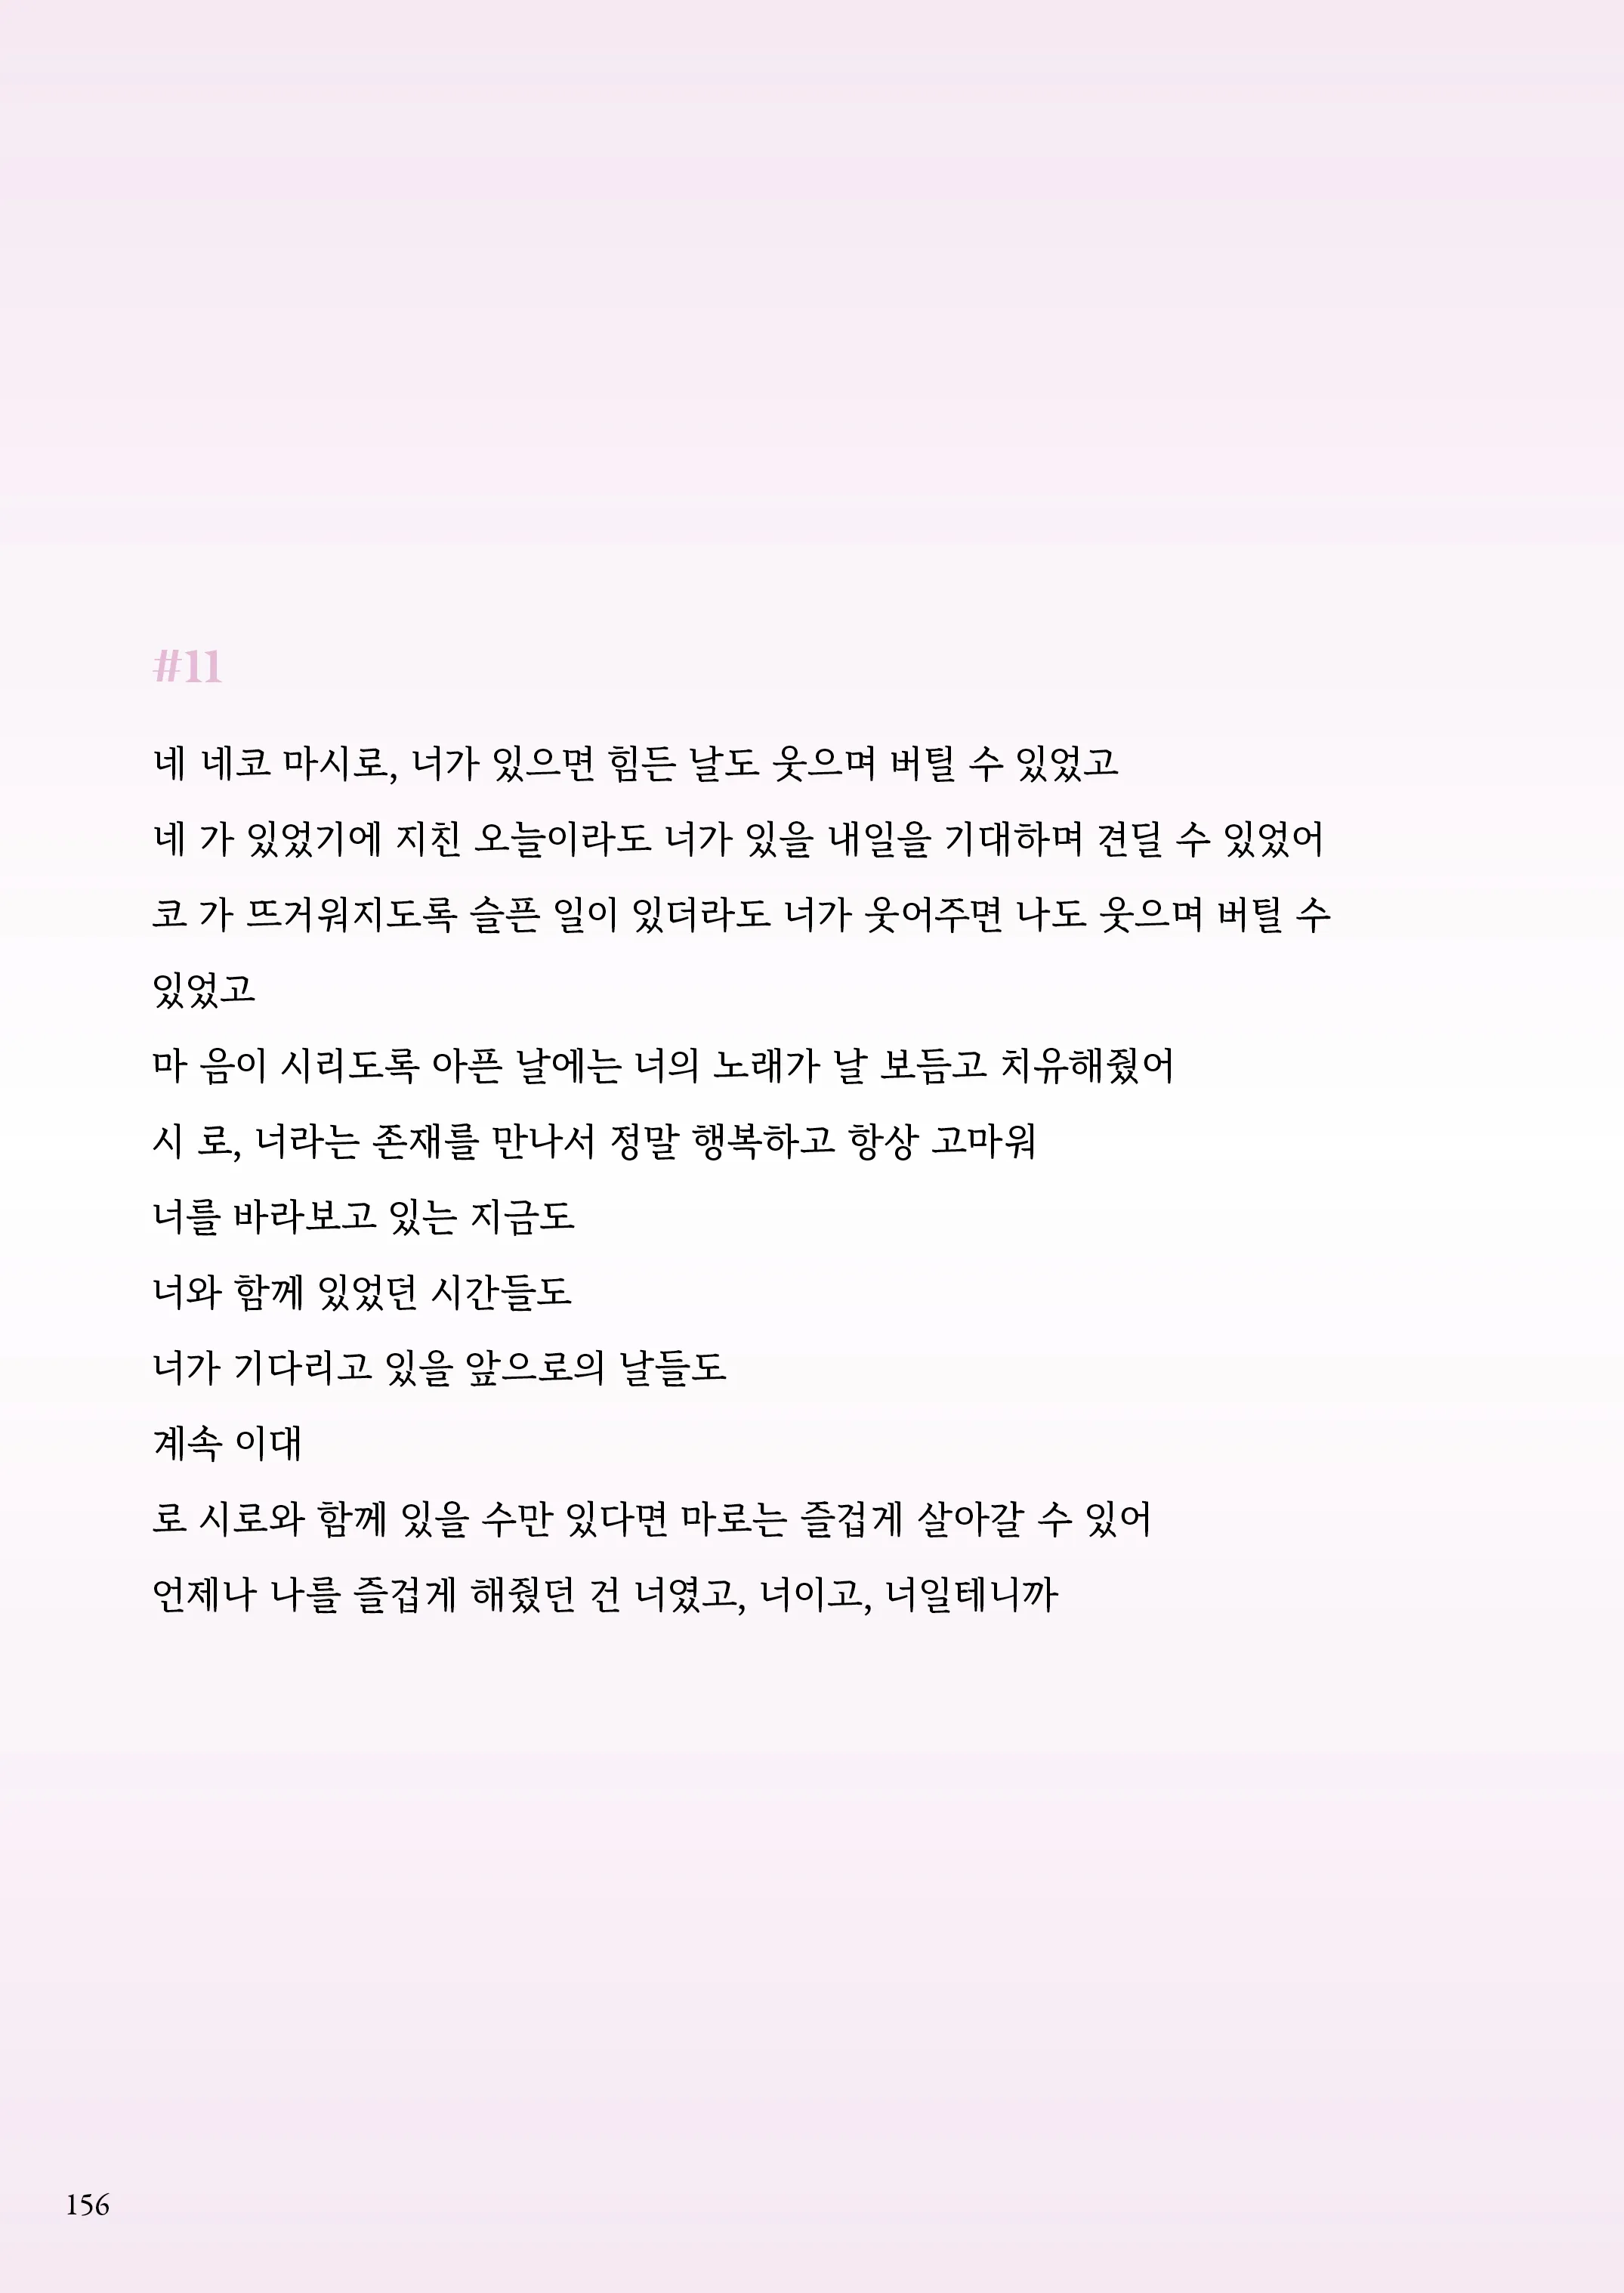 #11
네 네코 마시로, 너가 있으면 힘든 날도 웃으며 버틸 수 있었고
네 가 있었기에 지친 오늘이라도 너가 있을 내일을 기대하며 견딜 수 있었어
코 가 뜨거워지도록 슬픈 일이 있더라도 너가 웃어주면 나도 웃으며 버틸 수
있었고
마 음이 시리도록 아픈 날에는 너의 노래가 날 보듬고 치유해줬어
시 로, 너라는 존재를 만나서 정말 행복하고 항상 고마워
너를 바라보고 있는 지금도
너와 함께 있었던 시간들도
너가 기다리고 있을 앞으로의 날들도
계속 이대
로 시로와 함께 있을 수만 있다면 마로는 즐겁게 살아갈 수 있어
언제나 나를 즐겁게 해줬던 건 너였고, 너이고, 너일테니까
156